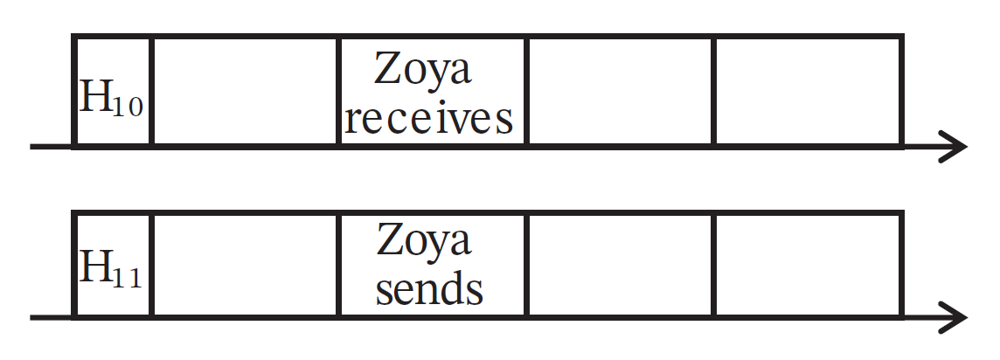 H₁₀
Zoya
receives
H₁₁
Zoya
sends